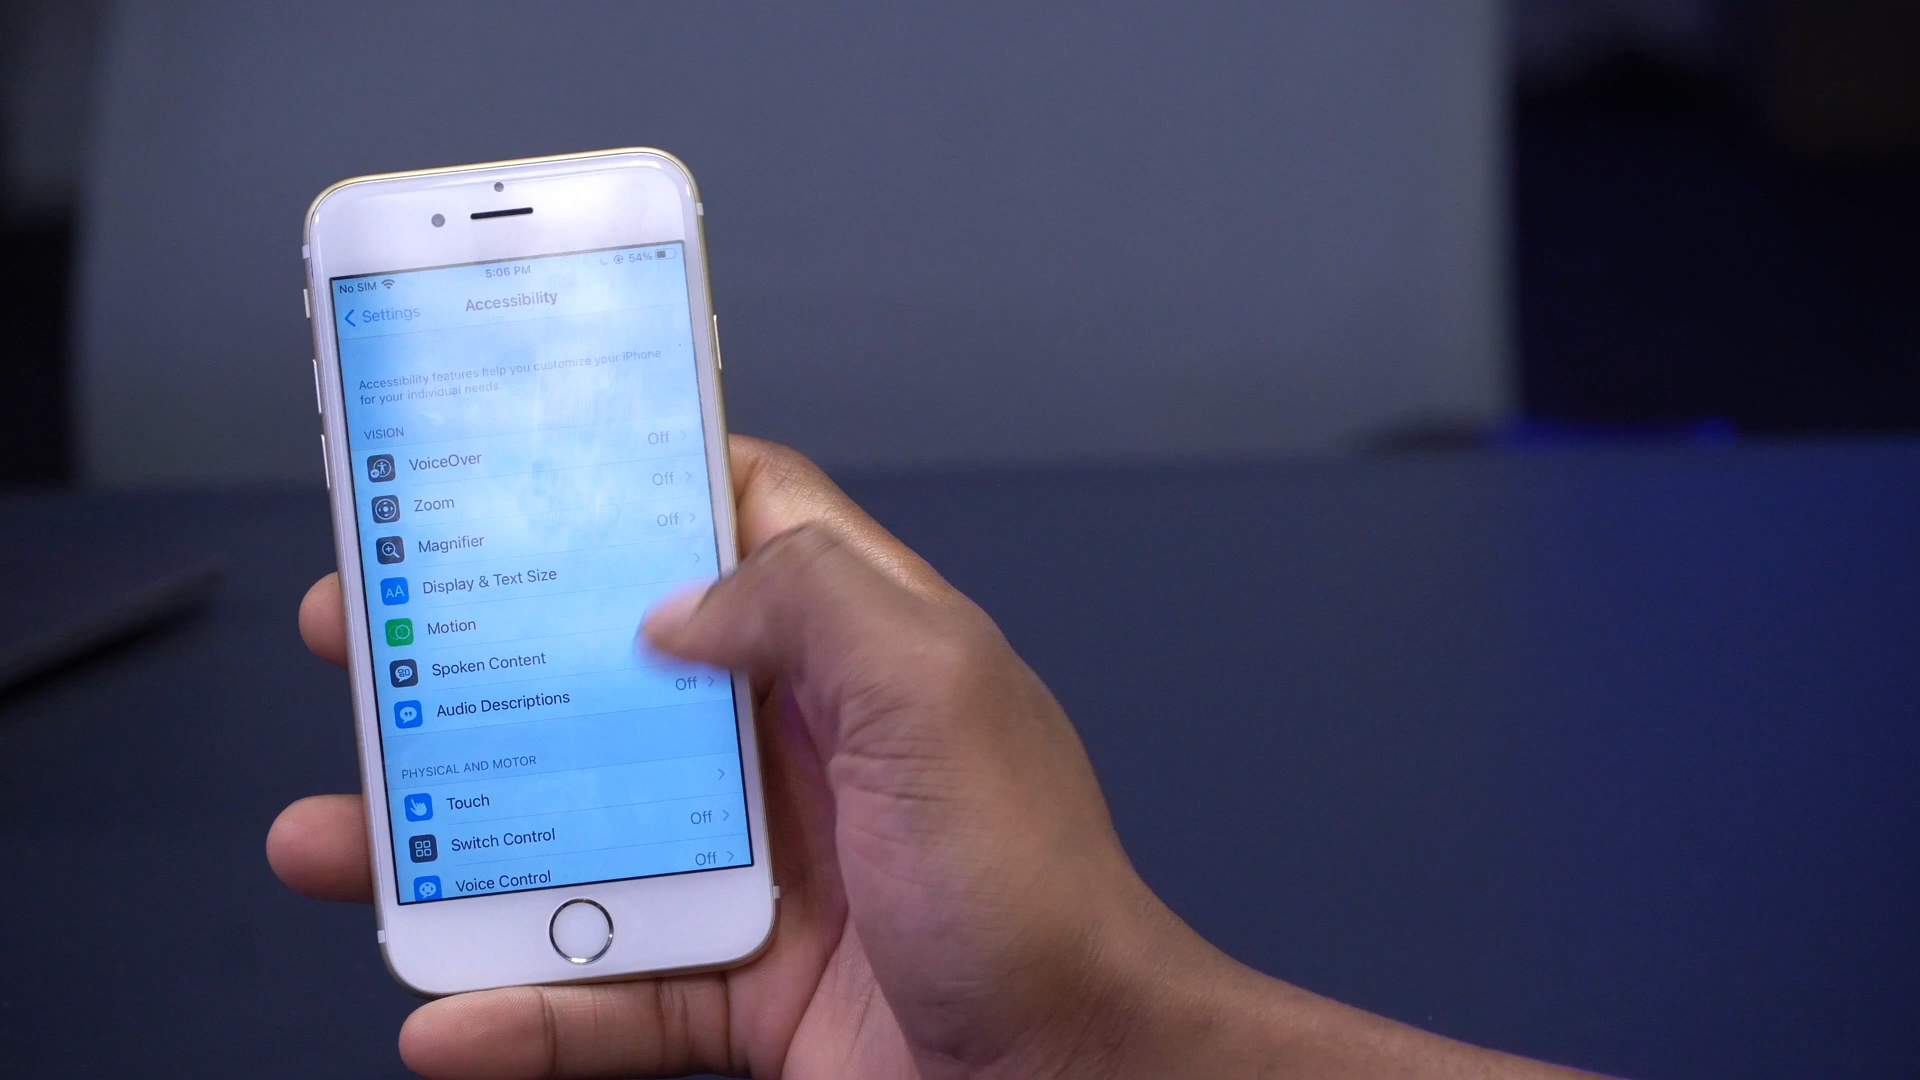 No SIM 5:06 PM 54%
Settings Accessibility
Accessibility features help you customize your iPhone
for your individual needs.
VISION
VoiceOver Off
Zoom Off
Magnifier Off
AA Display & Text Size
Motion
Spoken Content
Audio Descriptions Off
PHYSICAL AND MOTOR
Touch
Switch Control Off
Voice Control Off